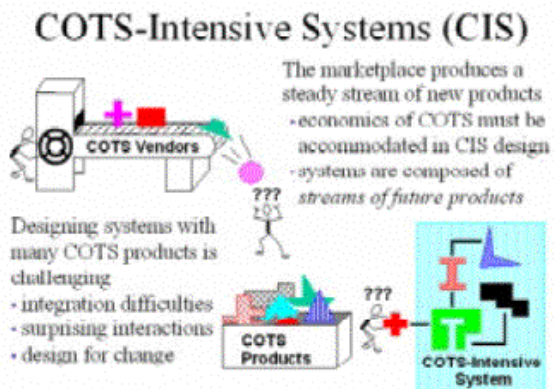 COTS-Intensive Systems (CIS)
The marketplace produces a
steady stream of new products
- economics of COTS must be
accommodated in CIS design
- systems are composed of
streams of future products
COTS Vendors
???
Designing systems with
many COTS products is
challenging
- integration difficulties
- surprising interactions
- design for change
COTS
Products
???
COTS-Intensive
System